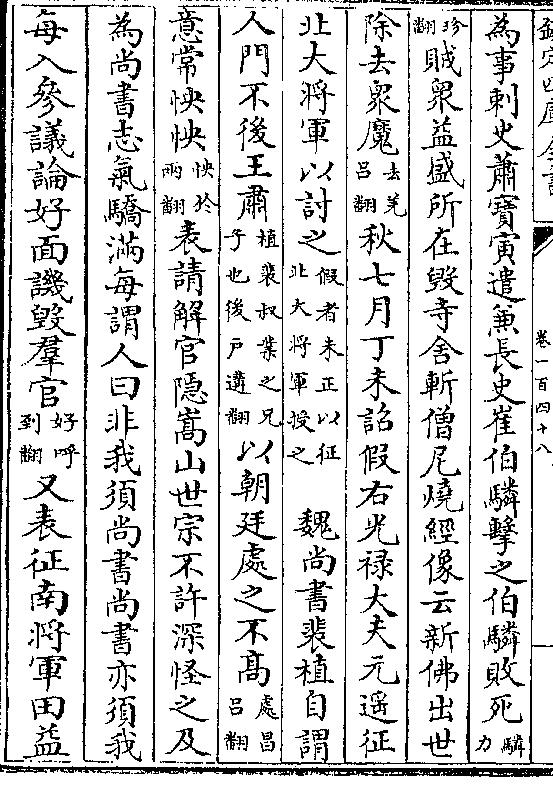 欽定四庫全書
卷一百四十八
為事刺史蕭寶寅遣兼長史崔伯驎擊之伯驎敗死驎力
珍翻賊衆益盛所在毀寺舍斬僧尼燒經像云新佛出世
除去衆魔去羌呂翻秋七月丁未詔假右光禄大夫元遥征
北大將軍以討之假者未正以征北大將軍授之 魏尚書裴植自謂
人門不後王肅植裴叔業之兄子也後戸遘翻以朝廷處之不高處昌呂翻
意常怏怏怏於兩翻表請解官隱嵩山世宗不許深怪之及
為尚書志氣驕滿每謂人曰非我須尚書尚書亦須我
每入參議論好面譏毀羣官好呼到翻又表征南將軍田益